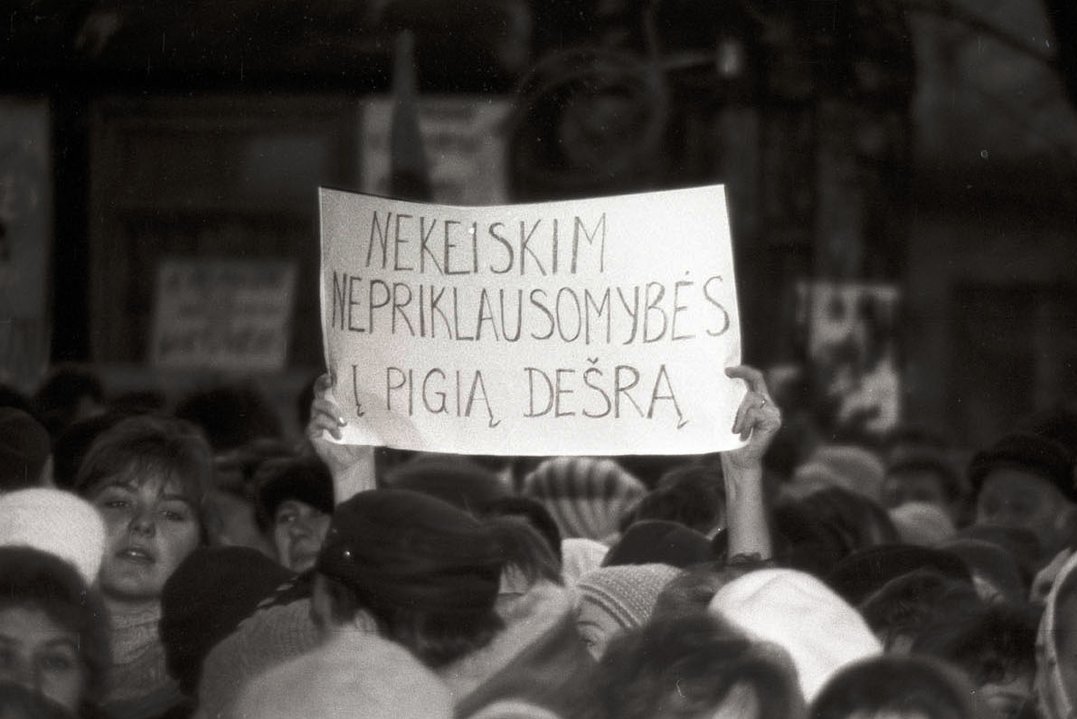 NEKEISKIM
NEPRIKLAUSOMYBĖS
Į PIGIĄ DEŠRĄ